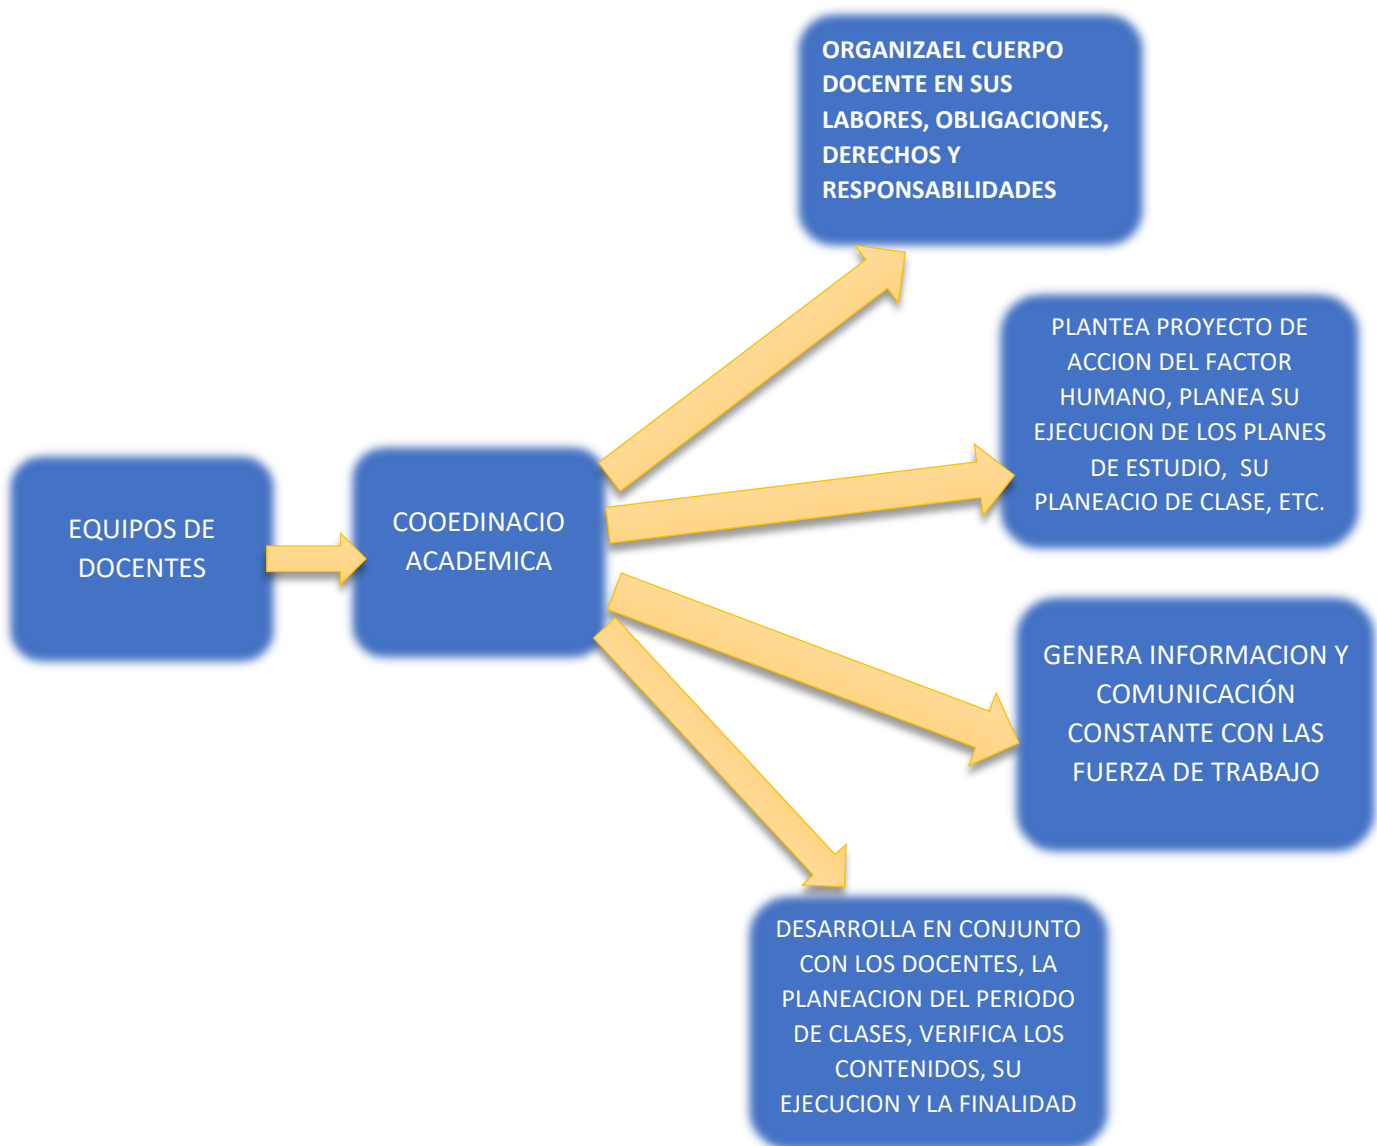 ORGANIZAEL CUERPO
DOCENTE EN SUS
LABORES, OBLIGACIONES,
DERECHOS Y
RESPONSABILIDADES
PLANTEA PROYECTO DE
ACCION DEL FACTOR
HUMANO, PLANEA SU
EJECUCION DE LOS PLANES
DE ESTUDIO, SU
PLANEACIO DE CLASE, ETC.
EQUIPOS DE
DOCENTES
COOEDINACIO
ACADEMICA
GENERA INFORMACION Y
COMUNICACIÓN
CONSTANTE CON LAS
FUERZA DE TRABAJO
DESARROLLA EN CONJUNTO
CON LOS DOCENTES, LA
PLANEACION DEL PERIODO
DE CLASES, VERIFICA LOS
CONTENIDOS, SU
EJECUCION Y LA FINALIDAD